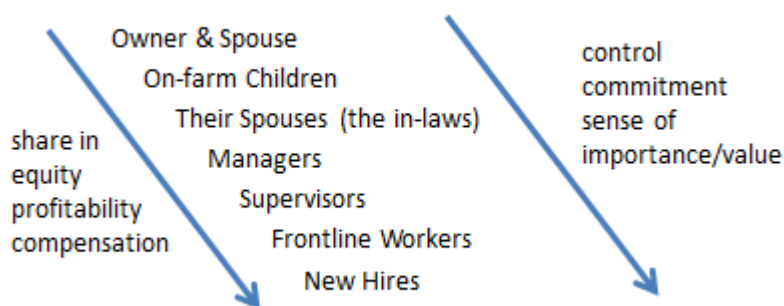 Owner & Spouse
On-farm Children
Their Spouses (the in-laws)
Managers
Supervisors
Frontline Workers
New Hires
share in
equity
profitability
compensation
control
commitment
sense of
importance/value